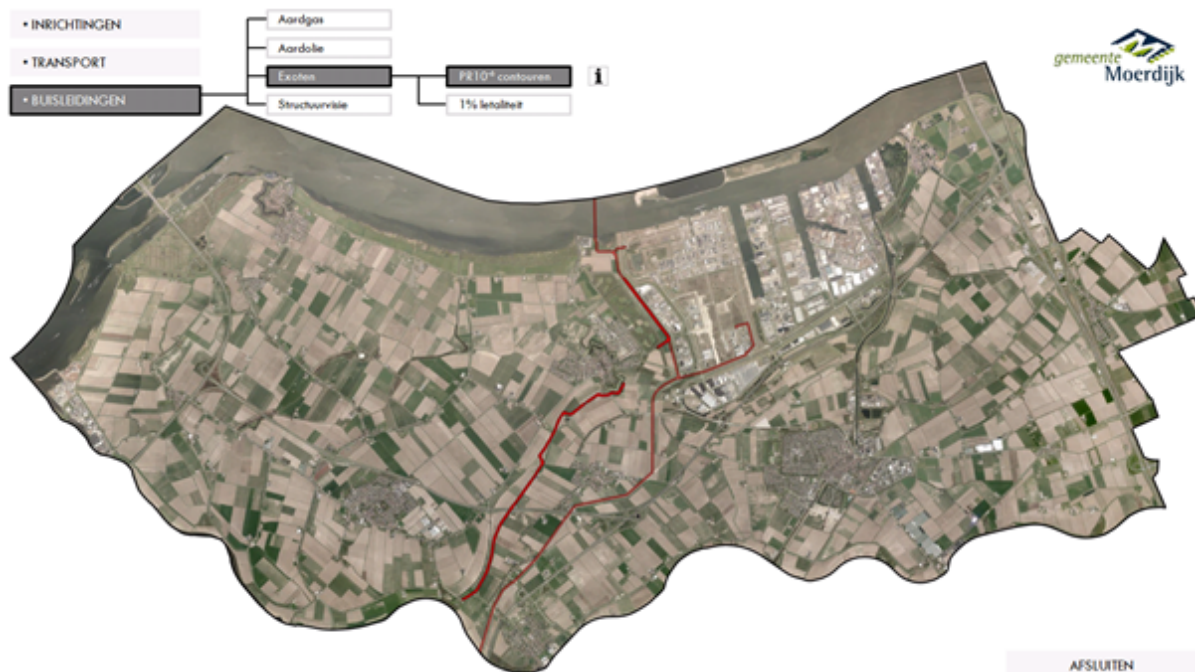 • INRICHTINGEN
• TRANSPORT
• BUISLEIDINGEN
Aardgas
Aardolie
Exoten
Structuurvisie
PR10⁻⁶ contouren
1% letaliteit
i
gemeente
Moerdijk
AFSLUITEN